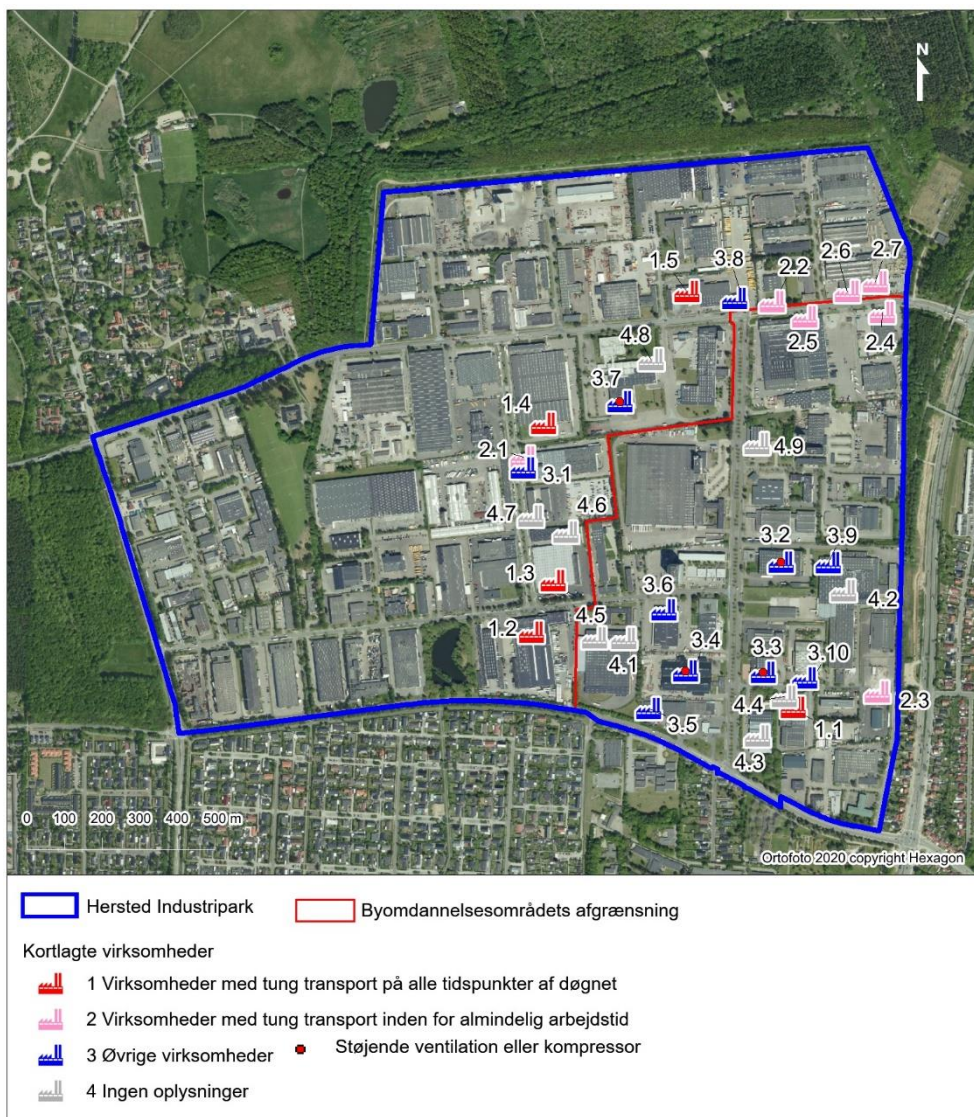 N
1.5
3.8
2.2
2.6
2.7
2.5
2.4
4.8
3.7
1.4
2.1
3.1
4.9
4.7
4.6
3.2
3.9
1.3
4.2
3.6
4.5
1.2
4.1
3.4
3.3
3.10
2.3
4.4
3.5
1.1
4.3
0 100 200 300 400 500 m
Ortofoto 2020 copyright Hexagon
Hersted Industripark
Byomdannelsesområdets afgrænsning
Kortlagte virksomheder
1 Virksomheder med tung transport på alle tidspunkter af døgnet
2 Virksomheder med tung transport inden for almindelig arbejdstid
3 Øvrige virksomheder
Støjende ventilation eller kompressor
4 Ingen oplysninger